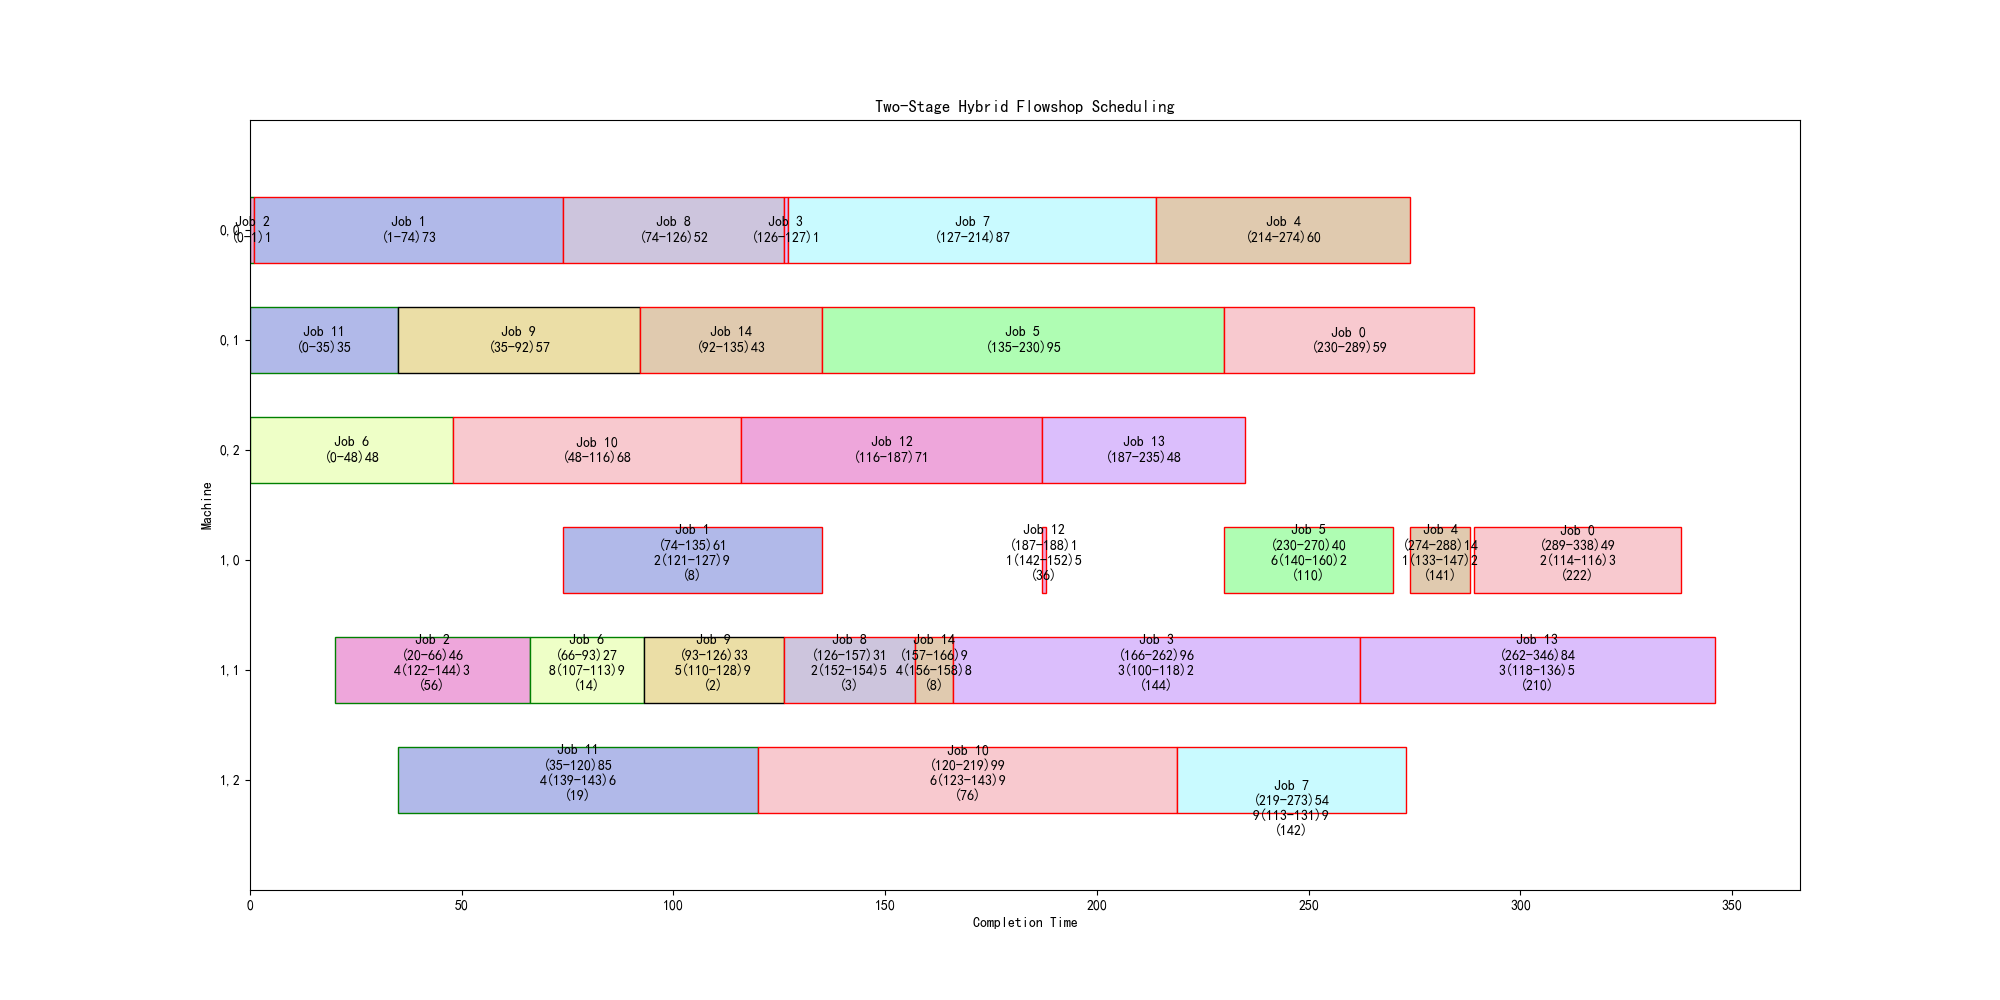 Two-Stage Hybrid Flowshop Scheduling
Machine
0,0
Job 2
(0-1)1
Job 1
(1-74)73
Job 8
(74-126)52
Job 3
(126-127)1
Job 7
(127-214)87
Job 4
(214-274)60
0,1
Job 11
(0-35)35
Job 9
(35-92)57
Job 14
(92-135)43
Job 5
(135-230)95
Job 0
(230-289)59
0,2
Job 6
(0-48)48
Job 10
(48-116)68
Job 12
(116-187)71
Job 13
(187-235)48
1,0
Job 1
(74-135)61
2(121-127)9
(8)
Job 12
(187-188)1
1(142-152)5
(36)
Job 5
(230-270)40
6(140-160)2
(110)
Job 4
(274-288)14
1(133-147)2
(141)
Job 0
(289-338)49
2(114-116)3
(222)
1,1
Job 2
(20-66)46
4(122-144)3
(56)
Job 6
(66-93)27
8(107-113)9
(14)
Job 9
(93-126)33
5(110-128)9
(2)
Job 8
(126-157)31
2(152-154)5
(3)
Job 14
(157-166)9
4(156-158)8
(8)
Job 3
(166-262)96
3(100-118)2
(144)
Job 13
(262-346)84
3(118-136)5
(210)
1,2
Job 11
(35-120)85
4(139-143)6
(19)
Job 10
(120-219)99
6(123-143)9
(76)
Job 7
(219-273)54
9(113-131)9
(142)
0
50
100
150
200
250
300
350
Completion Time